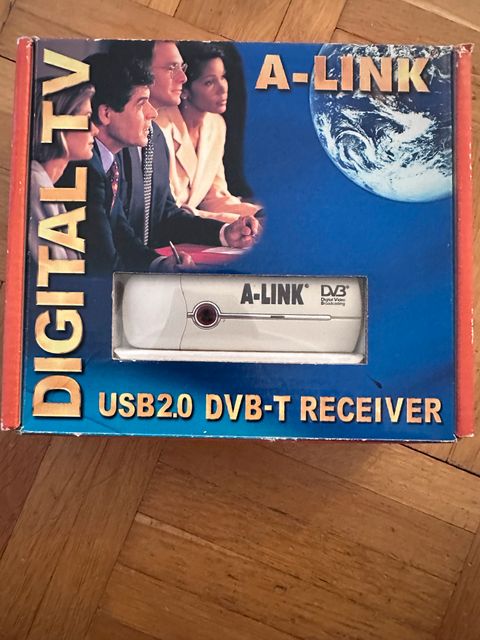 DIGITAL TV
A-LINK
A-LINK®
DVB®
Digital Video
Broadcasting
USB2.0 DVB-T RECEIVER